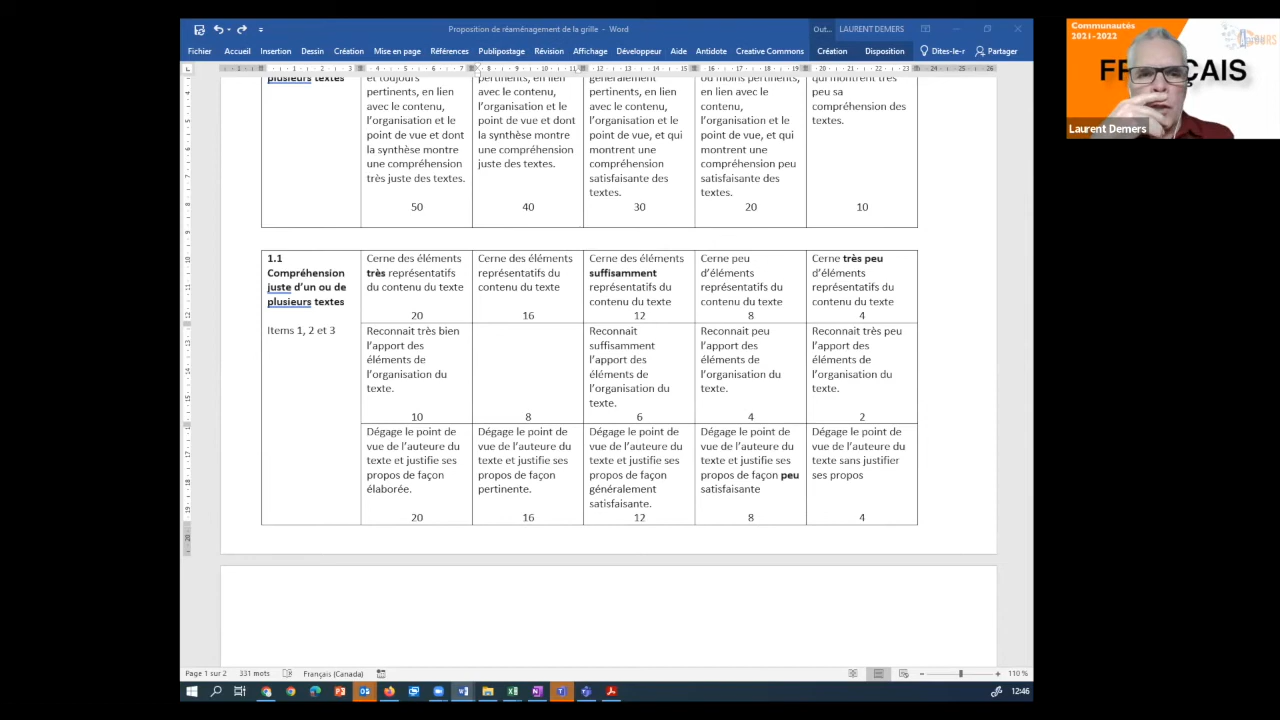 Proposition de réaménagement de la grille - Word
Out...
LAURENT DEMERS
Fichier Accueil Insertion Dessin Création Mise en page Références Publipostage Révision Affichage Développeur Aide Antidote Creative Commons Création Disposition Dites-le-r Partager
plusieurs textes
et toujours
pertinents, en lien
avec le contenu,
l’organisation et le
point de vue et dont
la synthèse montre
une compréhension
très juste des textes.
50
pertinents, en lien
avec le contenu,
l’organisation et le
point de vue et dont
la synthèse montre
une compréhension
juste des textes.
40
généralement
pertinents, en lien
avec le contenu,
l’organisation et le
point de vue, et qui
montrent une
compréhension
satisfaisante des
textes.
30
ou moins pertinents,
en lien avec le
contenu,
l’organisation et le
point de vue, et qui
montrent une
compréhension peu
satisfaisante des
textes.
20
qui montrent très
peu sa
compréhension des
textes.
10
1.1
Compréhension
juste d’un ou de
plusieurs textes
Items 1, 2 et 3
Cerne des éléments
très représentatifs
du contenu du texte
20
Cerne des éléments
représentatifs du
contenu du texte
16
Cerne des éléments
suffisamment
représentatifs du
contenu du texte
12
Cerne peu
d’éléments
représentatifs du
contenu du texte
8
Cerne très peu
d’éléments
représentatifs du
contenu du texte
4
Reconnait très bien
l’apport des
éléments de
l’organisation du
texte.
10
8
Reconnait
suffisamment
l’apport des
éléments de
l’organisation du
texte.
6
Reconnait peu
l’apport des
éléments de
l’organisation du
texte.
4
Reconnait très peu
l’apport des
éléments de
l’organisation du
texte.
2
Dégage le point de
vue de l’auteure du
texte et justifie ses
propos de façon
élaborée.
20
Dégage le point de
vue de l’auteure du
texte et justifie ses
propos de façon
pertinente.
16
Dégage le point de
vue de l’auteure du
texte et justifie ses
propos de façon
généralement
satisfaisante.
12
Dégage le point de
vue de l’auteure du
texte et justifie ses
propos de façon peu
satisfaisante
8
Dégage le point de
vue de l’auteure du
texte sans justifier
ses propos
4
Page 1 sur 2 331 mots Français (Canada) 110 %
12:46
Communautés
2021-2022
Laurent Demers